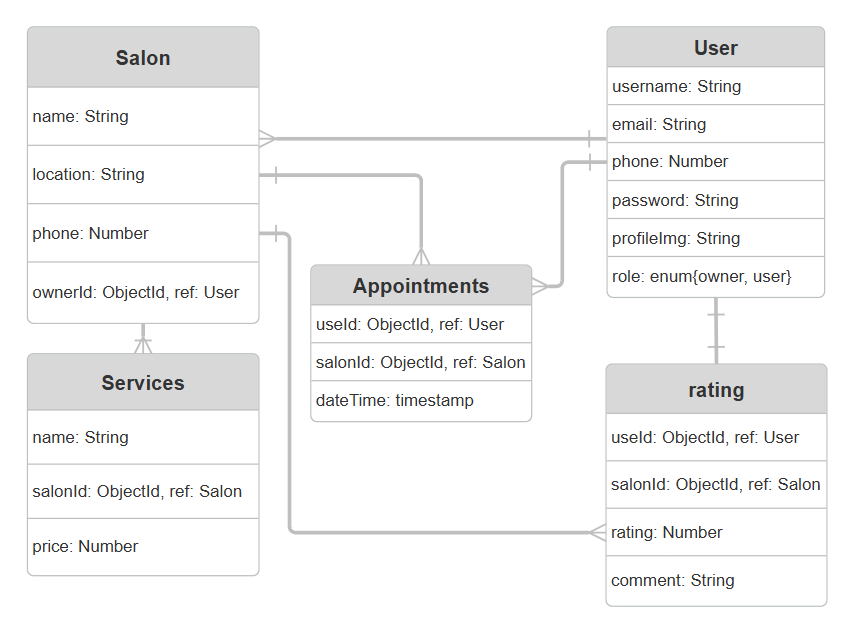 Salon
name: String
location: String
phone: Number
ownerId: ObjectId, ref: User
User
username: String
email: String
phone: Number
password: String
profileImg: String
role: enum{owner, user}
Appointments
useId: ObjectId, ref: User
salonId: ObjectId, ref: Salon
dateTime: timestamp
Services
name: String
salonId: ObjectId, ref: Salon
price: Number
rating
useId: ObjectId, ref: User
salonId: ObjectId, ref: Salon
rating: Number
comment: String